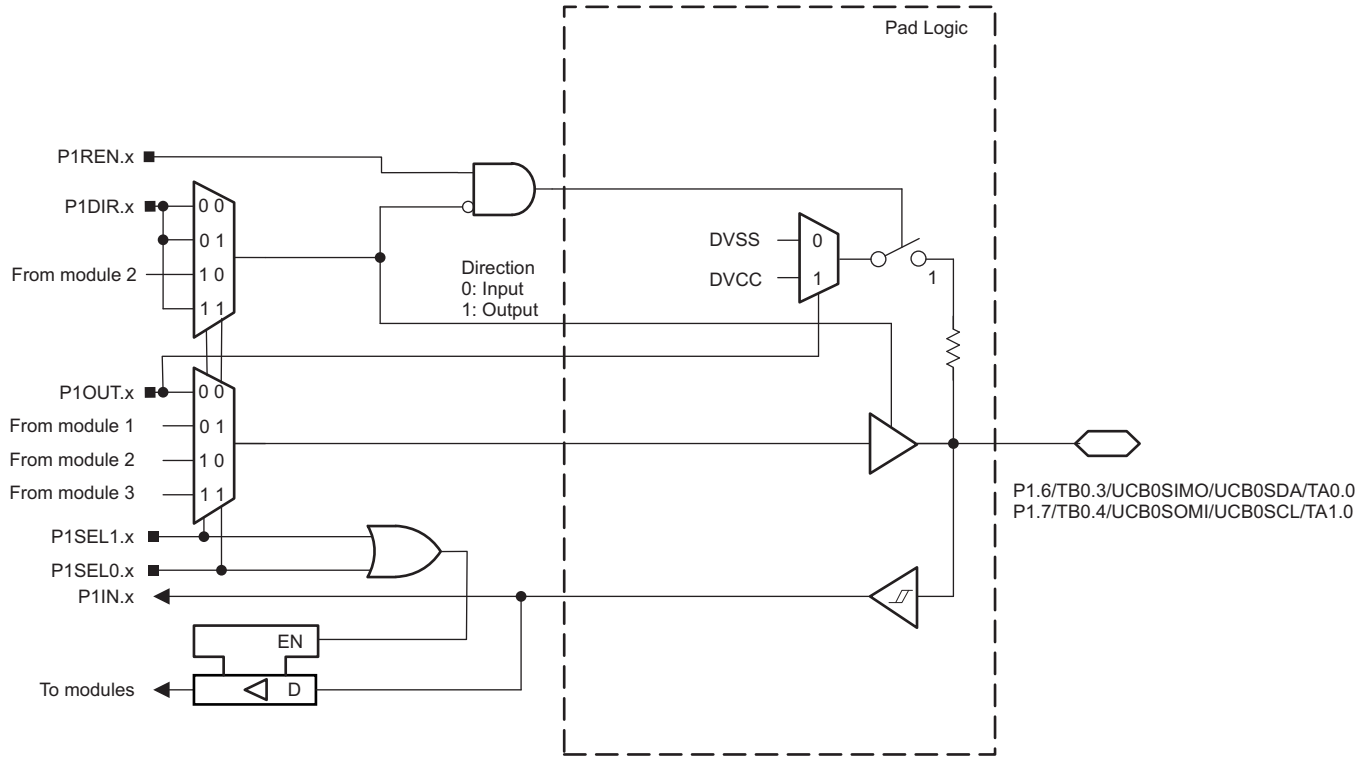 Pad Logic
P1REN.x
P1DIR.x
0 0
0 1
From module 2
1 0
1 1
Direction
0: Input
1: Output
DVSS
0
DVCC
1
1
P1OUT.x
0 0
From module 1
0 1
From module 2
1 0
From module 3
1 1
P1.6/TB0.3/UCB0SIMO/UCB0SDA/TA0.0
P1.7/TB0.4/UCB0SOMI/UCB0SCL/TA1.0
P1SEL1.x
P1SEL0.x
P1IN.x
EN
To modules
D